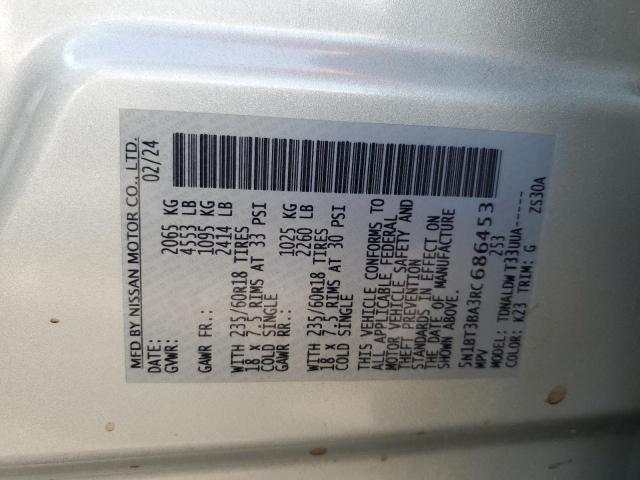 MFD BY NISSAN MOTOR CO., LTD.
DATE: 02/24
GVWR: 2065 KG
4553 LB
GAWR FR.: 1095 KG
2414 LB
WITH 235/60R18 TIRES
18 X 7.5 RIMS AT 33 PSI
COLD SINGLE
GAWR RR.: 1025 KG
2260 LB
WITH 235/60R18 TIRES
18 X 7.5 RIMS AT 30 PSI
COLD SINGLE
THIS VEHICLE CONFORMS TO
ALL APPLICABLE FEDERAL
MOTOR VEHICLE SAFETY AND
THEFT PREVENTION
STANDARDS IN EFFECT ON
THE DATE OF MANUFACTURE
SHOWN ABOVE.
5N1BT3BA3RC686453
MPV 2S3
MODEL: TDNALDW T33UUA-----
COLOR: K23 TRIM: G ZS30A